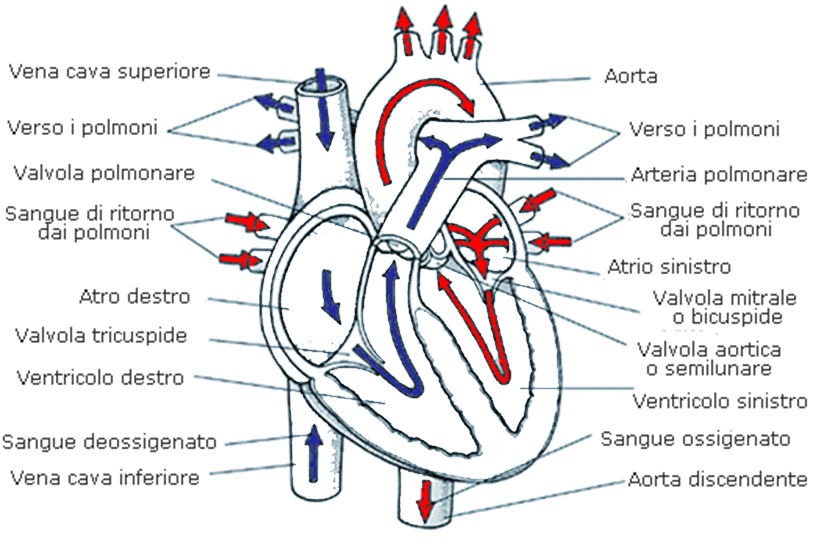 Vena cava superiore
Verso i polmoni
Valvola polmonare
Sangue di ritorno
dai polmoni
Atro destro
Valvola tricuspide
Ventricolo destro
Sangue deossigenato
Vena cava inferiore
Aorta
Verso i polmoni
Arteria polmonare
Sangue di ritorno
dai polmoni
Atrio sinistro
Valvola mitrale
o bicuspide
Valvola aortica
o semilunare
Ventricolo sinistro
Sangue ossigenato
Aorta discendente